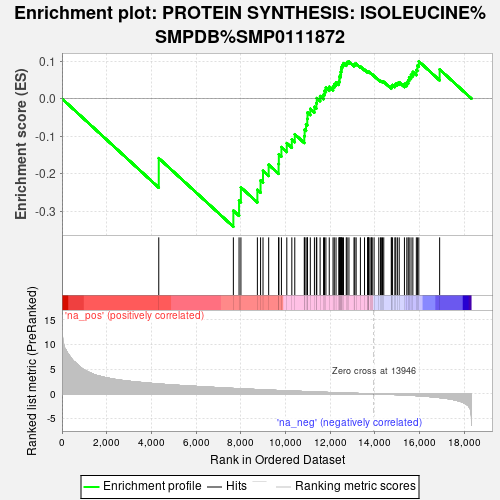 Enrichment plot: PROTEIN SYNTHESIS: ISOLEUCINE%
SMPDB%SMP0111872
Enrichment score (ES)
0.1
0.0
-0.1
-0.2
-0.3
'na_pos' (positively correlated)
Ranked list metric (PreRanked)
15
10
5
0
-5
Zero cross at 13946
'na_neg' (negatively correlated)
0
2,000
4,000
6,000
8,000
10,000
12,000
14,000
16,000
18,000
Rank in Ordered Dataset
Enrichment profile
Hits
Ranking metric scores